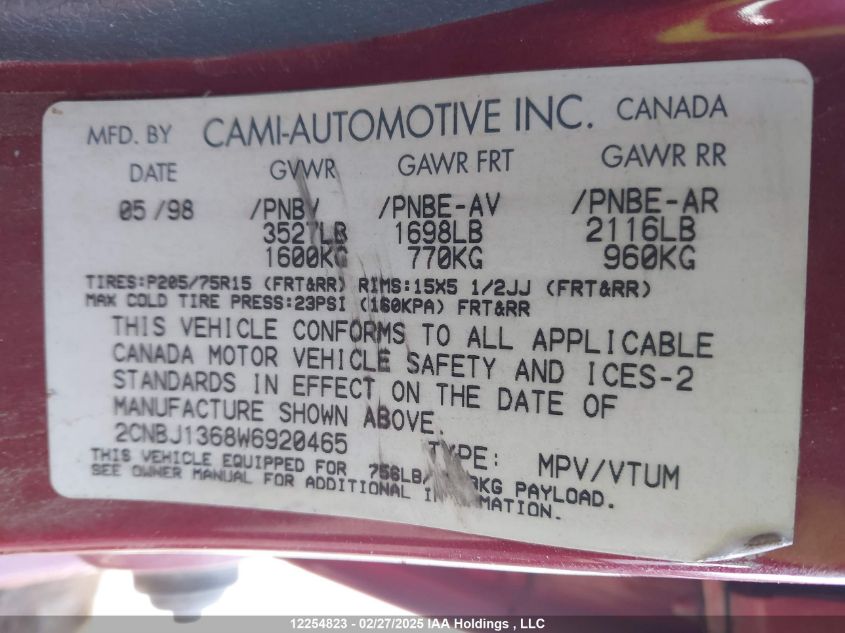 MFD. BY CAMI-AUTOMOTIVE INC. CANADA
DATE GVWR GAWR FRT GAWR RR
05/98 /PNBV /PNBE-AV /PNBE-AR
3527LB 1698LB 2116LB
1600KG 770KG 960KG
TIRES:P205/75R15 (FRT&RR) RIMS:15X5 1/2JJ (FRT&RR)
MAX COLD TIRE PRESS:23PSI (160KPA) FRT&RR
THIS VEHICLE CONFORMS TO ALL APPLICABLE
CANADA MOTOR VEHICLE SAFETY AND ICES-2
STANDARDS IN EFFECT ON THE DATE OF
MANUFACTURE SHOWN ABOVE.
2CNBJ1368W6920465 TYPE: MPV/VTUM
THIS VEHICLE EQUIPPED FOR 756LB/ KG PAYLOAD.
SEE OWNER MANUAL FOR ADDITIONAL INFORMATION.
12254823 - 02/27/2025 IAA Holdings , LLC